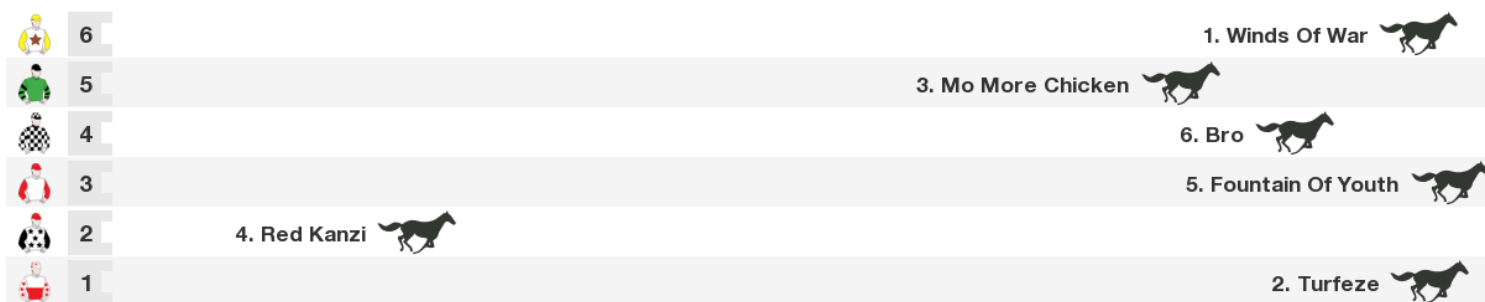 6 1. Winds Of War
5 3. Mo More Chicken
4 6. Bro
3 5. Fountain Of Youth
2 4. Red Kanzi
1 2. Turfeze